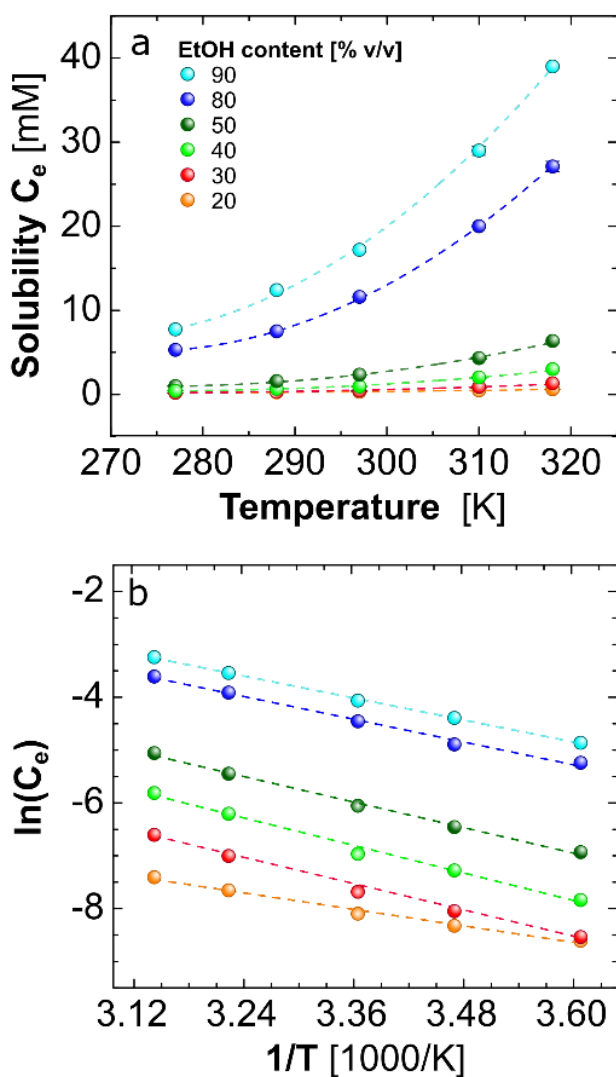 a
EtOH content [% v/v]
90
80
50
40
30
20
40
30
20
10
0
Solubility Cₑ [mM]
270 280 290 300 310 320
Temperature [K]
b
-2
-4
-6
-8
ln(Cₑ)
3.12 3.24 3.36 3.48 3.60
1/T [1000/K]